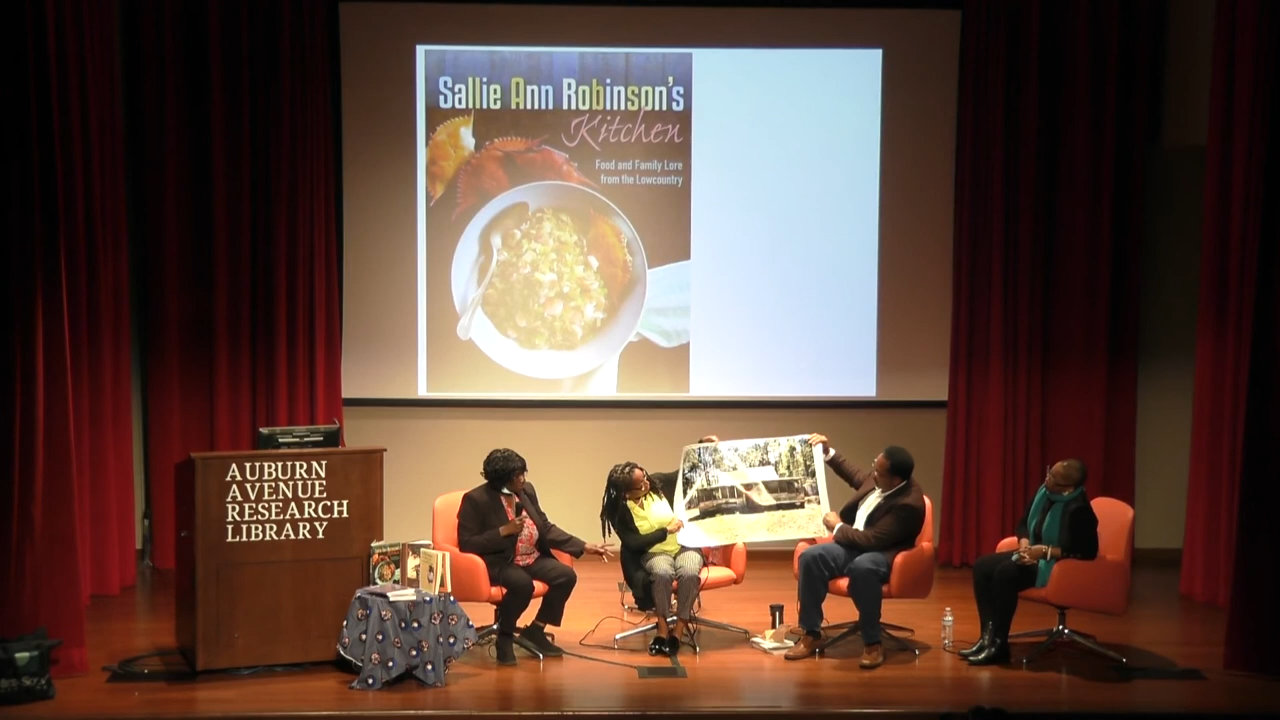 Sallie Ann Robinson's
Kitchen
Food and Family Lore
from the Lowcountry
AUBURN
AVENUE
RESEARCH
LIBRARY